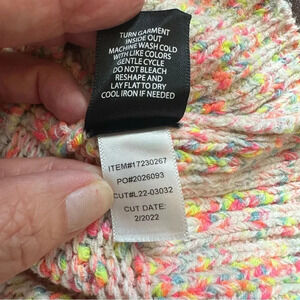 TURN GARMENT
INSIDE OUT
MACHINE WASH COLD
WITH LIKE COLORS
GENTLE CYCLE
DO NOT BLEACH
RESHAPE AND
LAY FLAT TO DRY
COOL IRON IF NEEDED
ITEM#17230267
PO#2026093
CUT#L22-03032
CUT DATE:
2/2022